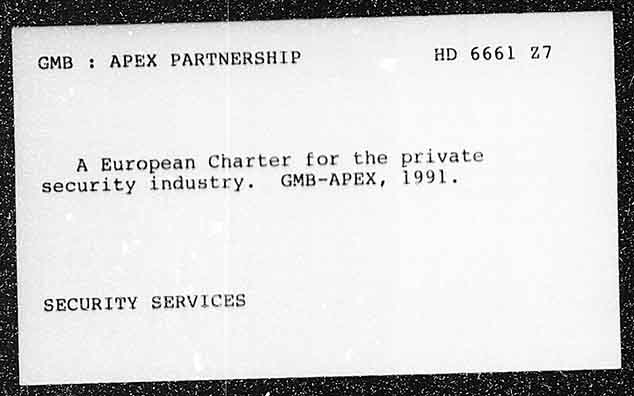 GMB : APEX PARTNERSHIP HD 6661 Z7
A European Charter for the private
security industry. GMB-APEX, 1991.
SECURITY SERVICES